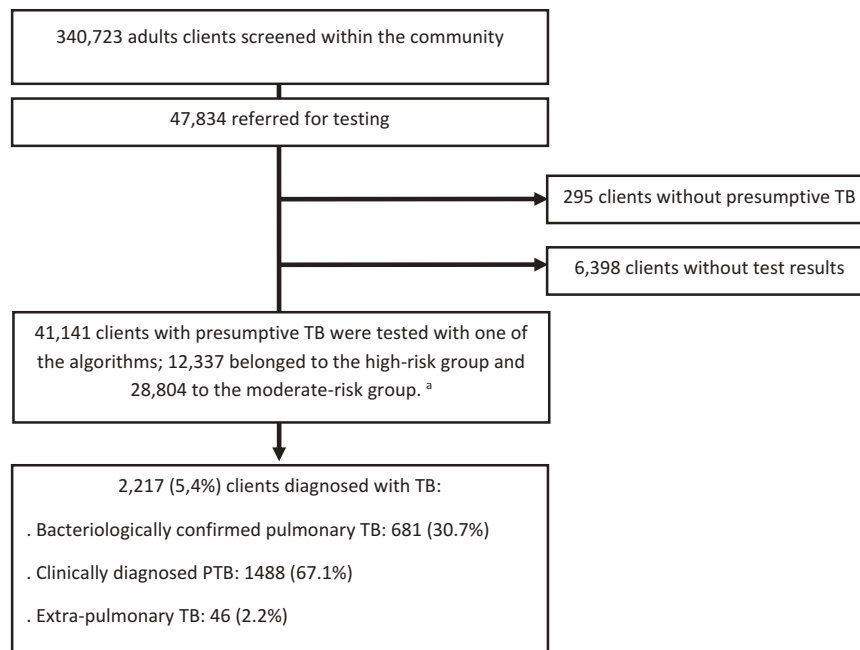 340,723 adults clients screened within the community
47,834 referred for testing
295 clients without presumptive TB
6,398 clients without test results
41,141 clients with presumptive TB were tested with one of
the algorithms; 12,337 belonged to the high-risk group and
28,804 to the moderate-risk group. a
2,217 (5,4%) clients diagnosed with TB:
. Bacteriologically confirmed pulmonary TB: 681 (30.7%)
. Clinically diagnosed PTB: 1488 (67.1%)
. Extra-pulmonary TB: 46 (2.2%)